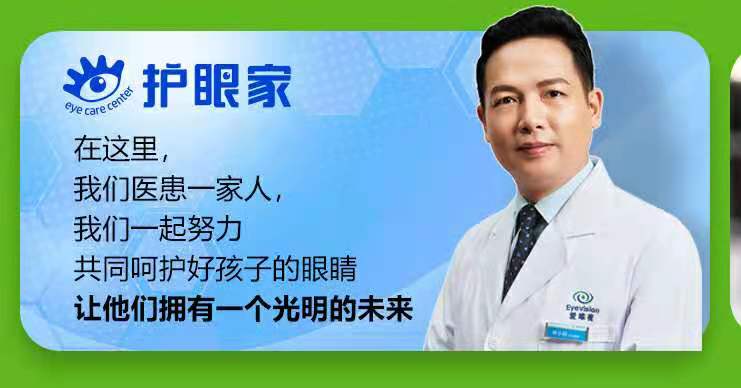 护眼家
eye care center
在这里，
我们医患一家人，
我们一起努力
共同呵护好孩子的眼睛
让他们拥有一个光明的未来
Eyevision